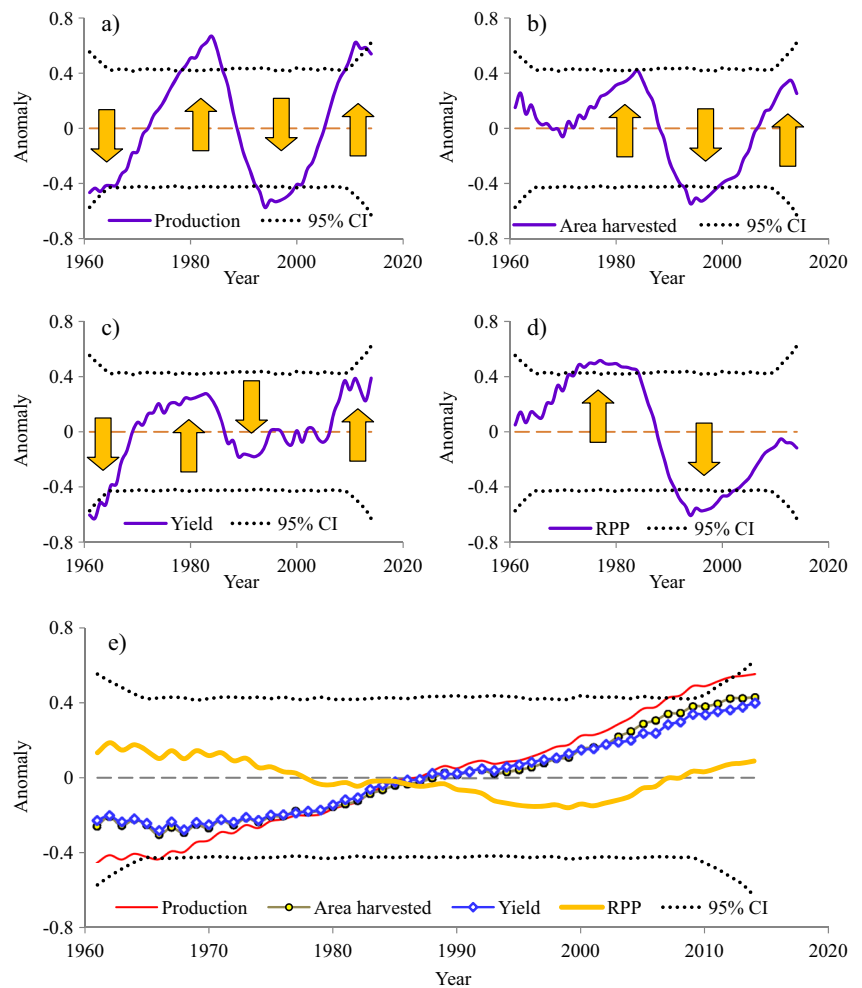 a)
0.8
0.4
0
-0.4
-0.8
Anomaly
Production 95% CI
1960 1980 2000 2020
Year
b)
0.8
0.4
0
-0.4
-0.8
Anomaly
Area harvested 95% CI
1960 1980 2000 2020
Year
c)
0.8
0.4
0
-0.4
-0.8
Anomaly
Yield 95% CI
1960 1980 2000 2020
Year
d)
0.8
0.4
0
-0.4
-0.8
Anomaly
RPP 95% CI
1960 1980 2000 2020
Year
e)
0.8
0.4
0
-0.4
-0.8
Anomaly
Production Area harvested Yield RPP 95% CI
1960 1970 1980 1990 2000 2010 2020
Year